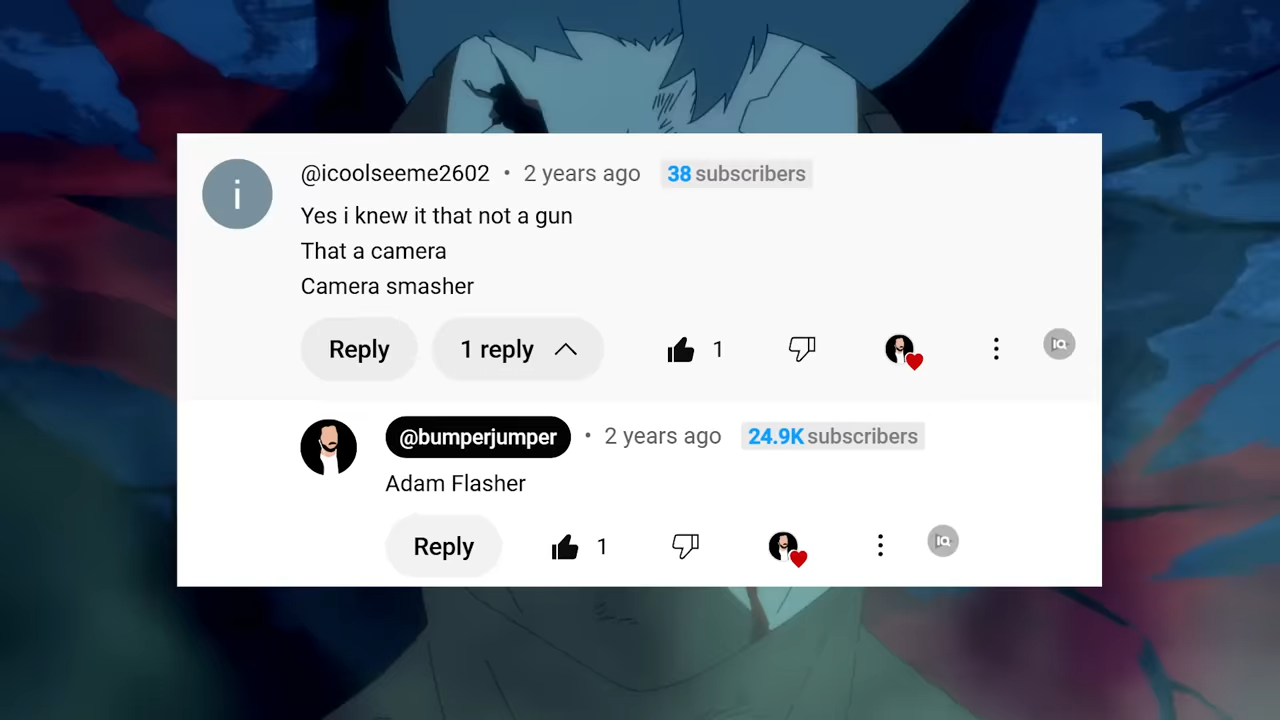 @icoolseeme2602 • 2 years ago 38 subscribers
Yes i knew it that not a gun
That a camera
Camera smasher
Reply 1 reply 1
@bumperjumper • 2 years ago 24.9K subscribers
Adam Flasher
Reply 1